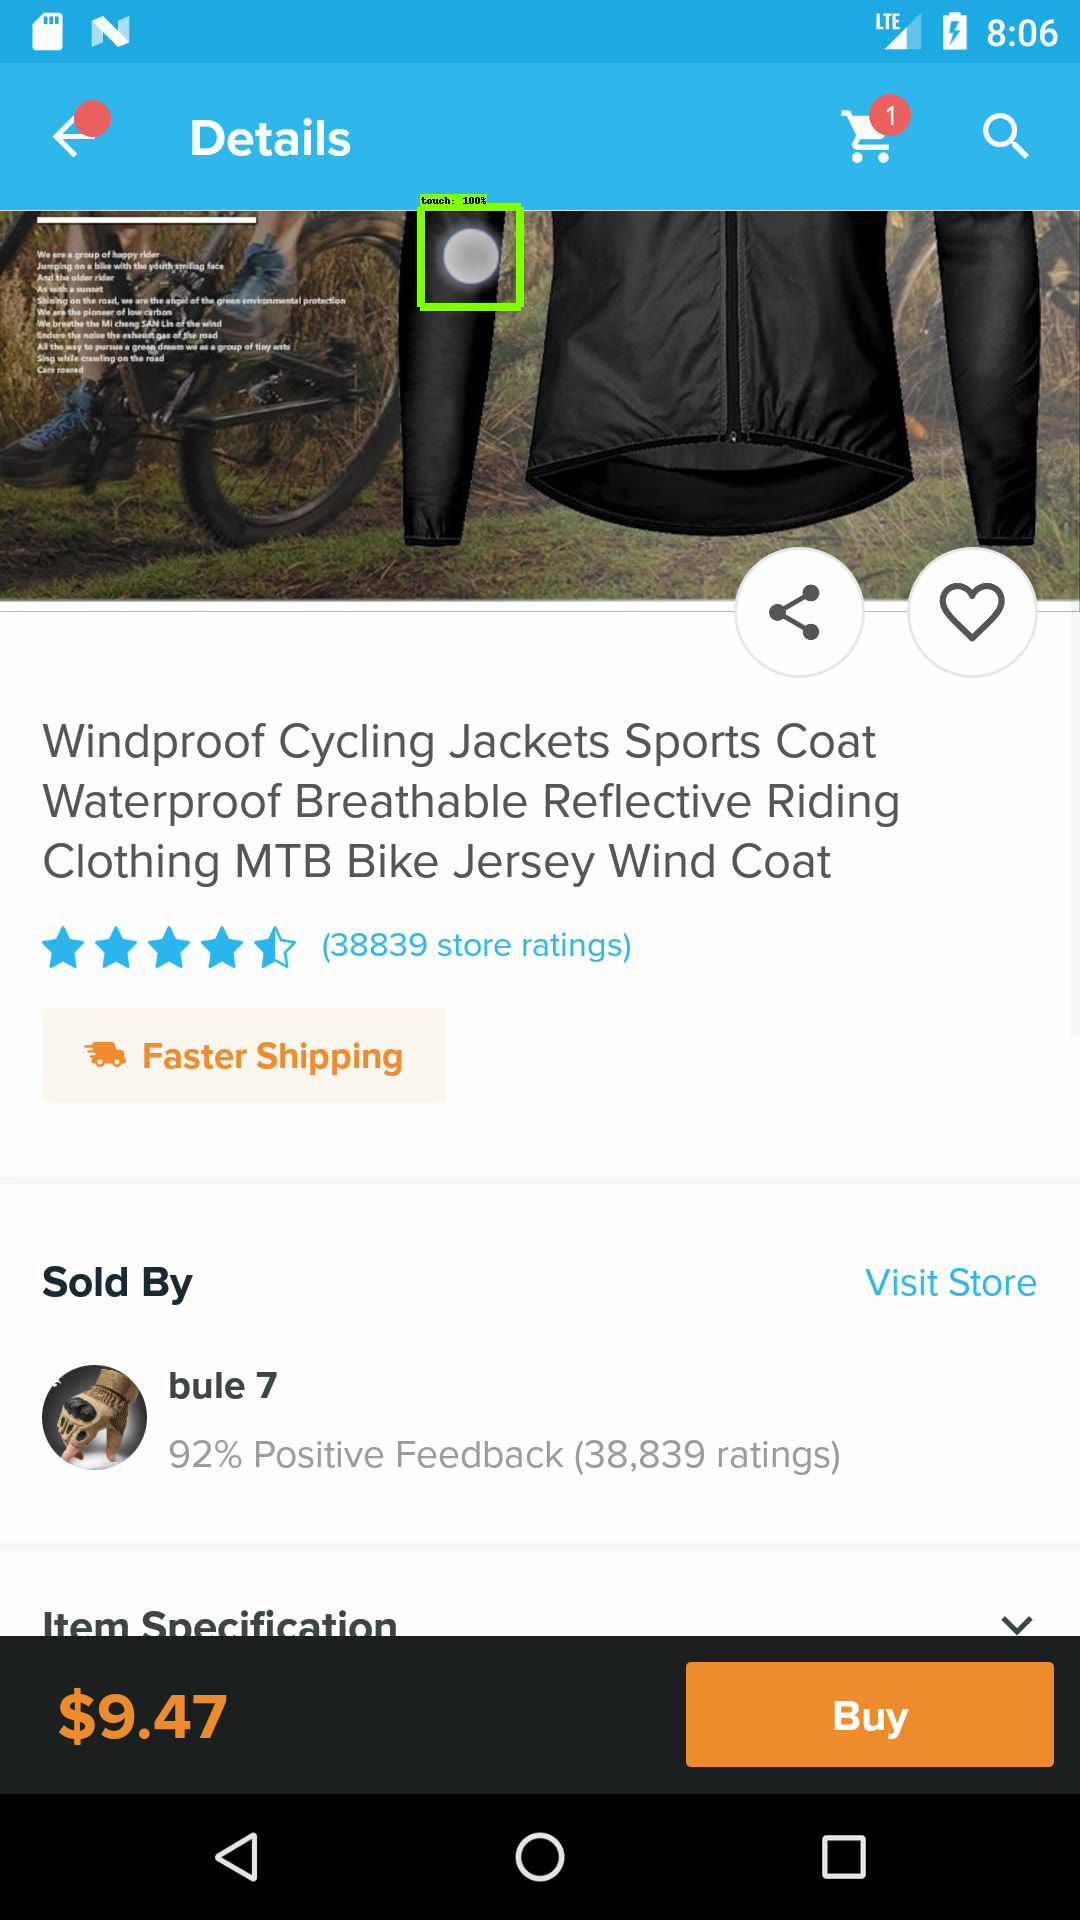 LTE 8:06
Details
1
touch: 100%
We are a group of happy rider
Jumping on a bike with the youth smiling face
And the older rider
As with a sunset
Shining on the road, we are the angel of the green environmental protection
We are the pioneer of low carbon
We breathe the Mi cheng SAN Lin of the wind
Endure the noise the exhaust gas of the road
All the way to pursue a green dream we as a group of tiny ants
Sing while crawling on the road
Cars roared
Windproof Cycling Jackets Sports Coat
Waterproof Breathable Reflective Riding
Clothing MTB Bike Jersey Wind Coat
(38839 store ratings)
Faster Shipping
Sold By
Visit Store
bule 7
92% Positive Feedback (38,839 ratings)
Item Specification
$9.47
Buy